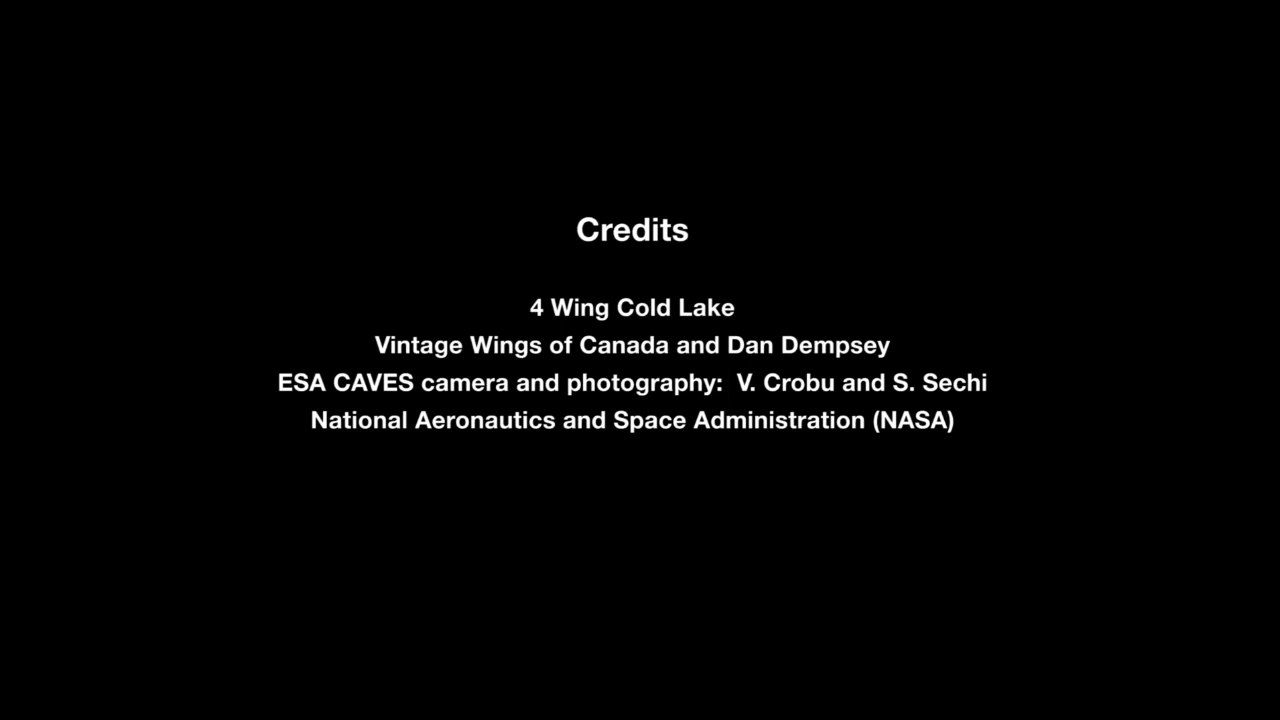 Credits
4 Wing Cold Lake
Vintage Wings of Canada and Dan Dempsey
ESA CAVES camera and photography:  V. Crobu and S. Sechi
National Aeronautics and Space Administration (NASA)